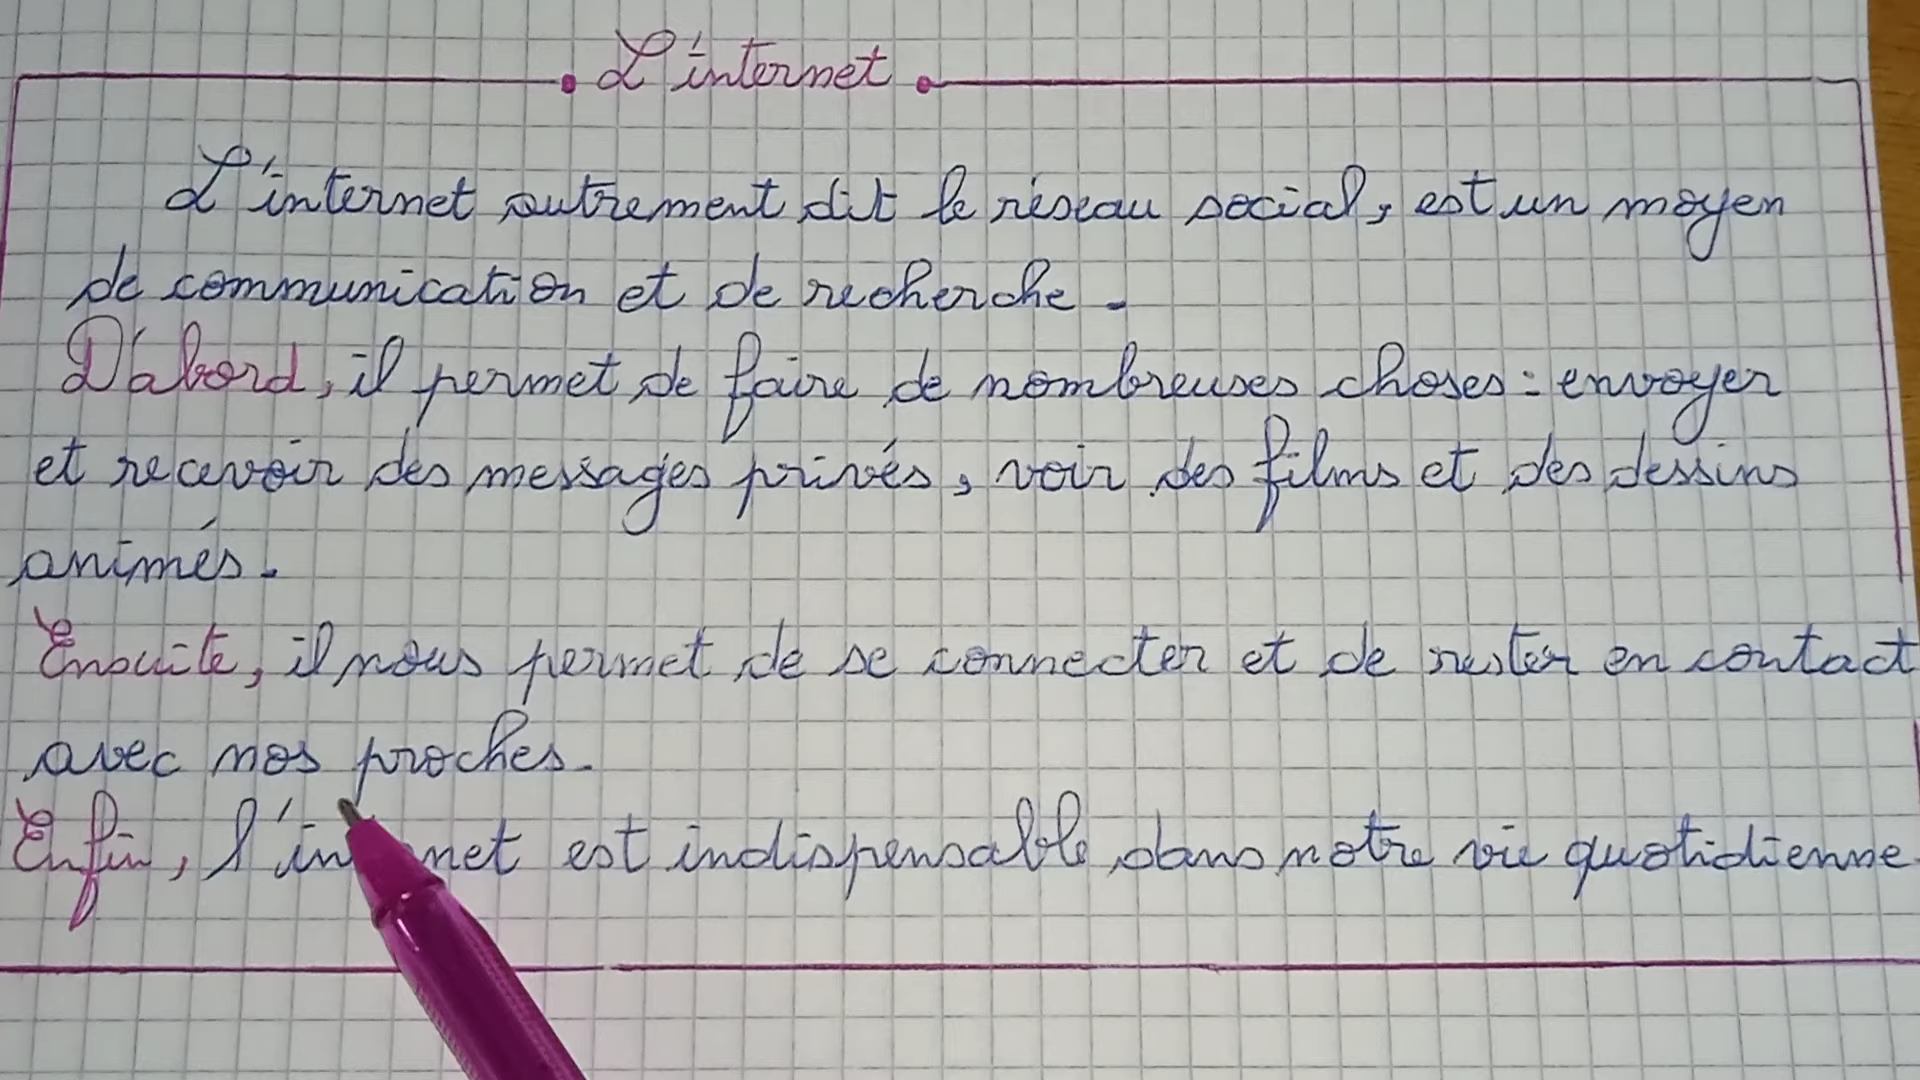 L'internet
L'internet autrement dit le réseau social, est un moyen
de communication et de recherche.
D'abord, il permet de faire de nombreuses choses : envoyer
et recevoir des messages privés, voir des films et des dessins
animés.
Ensuite, il nous permet de se connecter et de rester en contact
avec nos proches.
Enfin, l'internet est indispensable dans notre vie quotidienne.